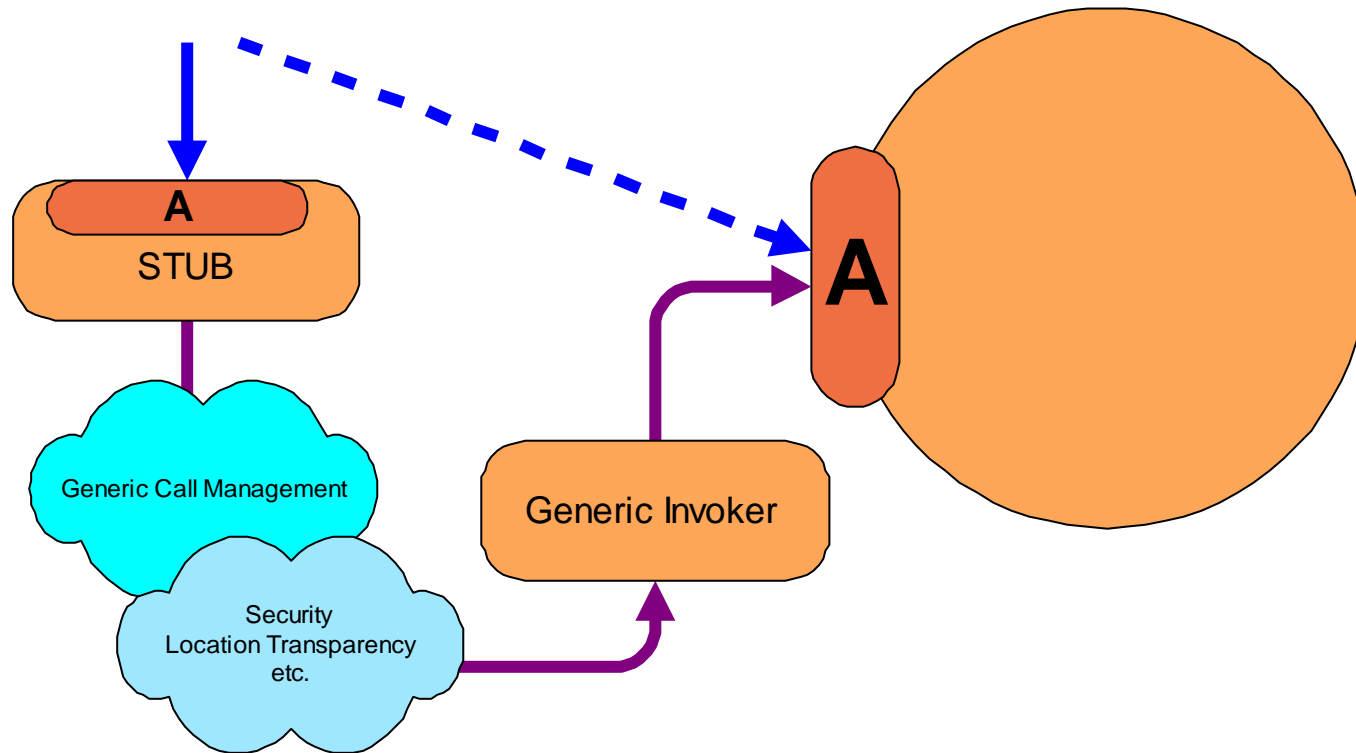 A
STUB
A
Generic Call Management
Generic Invoker
Security
Location Transparency
etc.